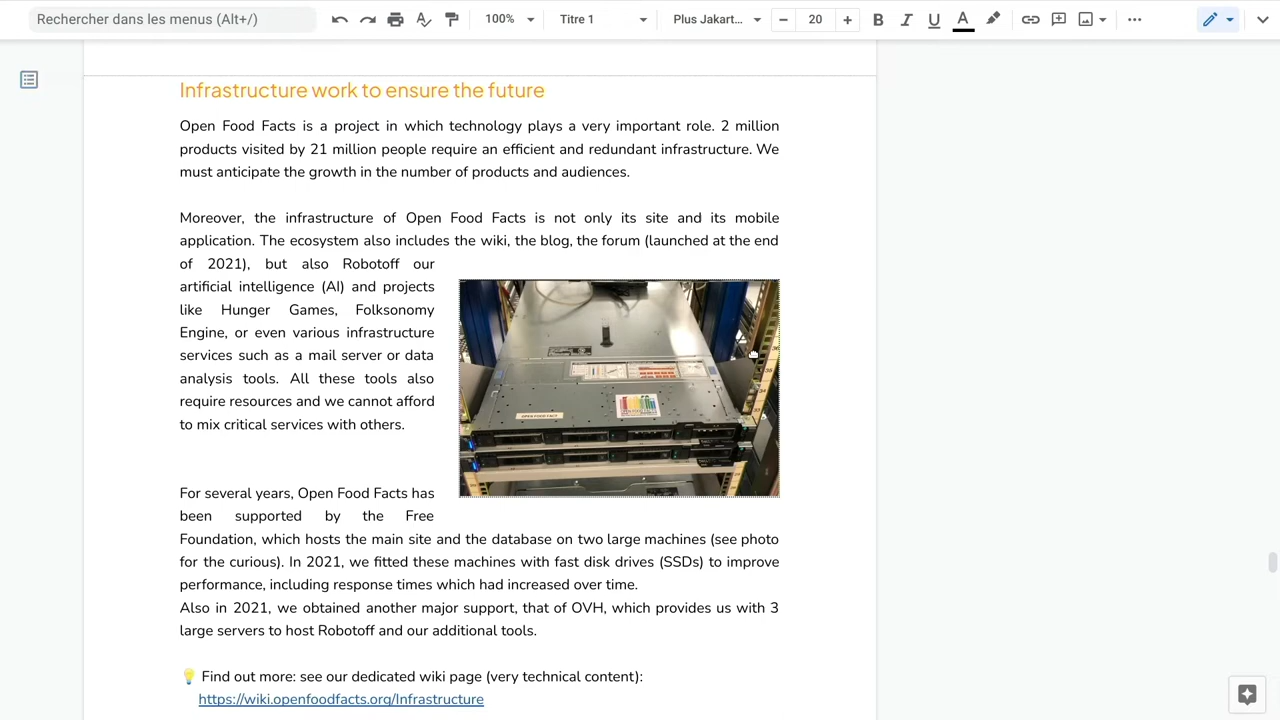 Rechercher dans les menus (Alt+/)
100%
Titre 1
Plus Jakart...
20
B I U A
Infrastructure work to ensure the future
Open Food Facts is a project in which technology plays a very important role. 2 million
products visited by 21 million people require an efficient and redundant infrastructure. We
must anticipate the growth in the number of products and audiences.
Moreover, the infrastructure of Open Food Facts is not only its site and its mobile
application. The ecosystem also includes the wiki, the blog, the forum (launched at the end
of 2021), but also Robotoff our
artificial intelligence (AI) and projects
like Hunger Games, Folksonomy
Engine, or even various infrastructure
services such as a mail server or data
analysis tools. All these tools also
require resources and we cannot afford
to mix critical services with others.
OPEN FOOD FACT
For several years, Open Food Facts has
been supported by the Free
Foundation, which hosts the main site and the database on two large machines (see photo
for the curious). In 2021, we fitted these machines with fast disk drives (SSDs) to improve
performance, including response times which had increased over time.
Also in 2021, we obtained another major support, that of OVH, which provides us with 3
large servers to host Robotoff and our additional tools.
💡 Find out more: see our dedicated wiki page (very technical content):
https://wiki.openfoodfacts.org/Infrastructure